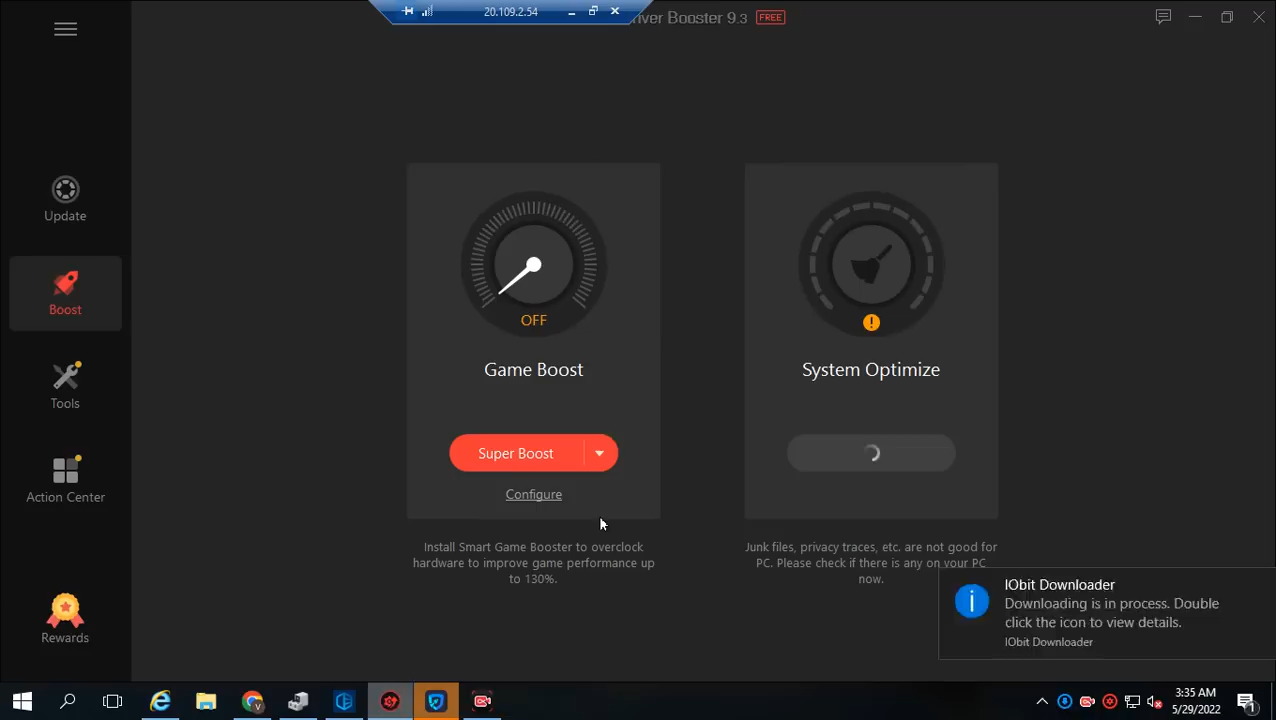 20.109.2.54
river Booster 9.3 FREE
Update
Boost
Tools
Action Center
Rewards
OFF
Game Boost
Super Boost
Configure
Install Smart Game Booster to overclock
hardware to improve game performance up
to 130%.
System Optimize
Junk files, privacy traces, etc. are not good for
PC. Please check if there is any on your PC
now.
IObit Downloader
Downloading is in process. Double
click the icon to view details.
IObit Downloader
3:35 AM
5/29/2022
1